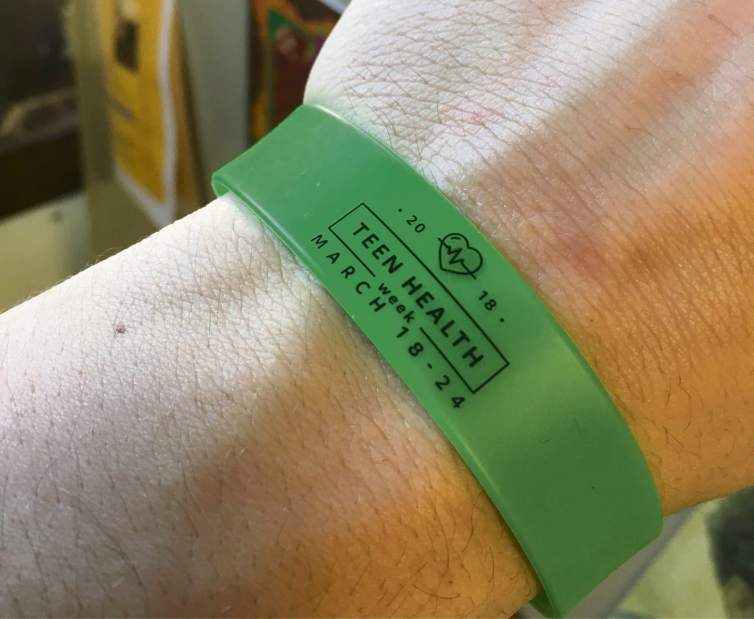 · 20 18 ·
TEEN HEALTH
week
MARCH 18-24